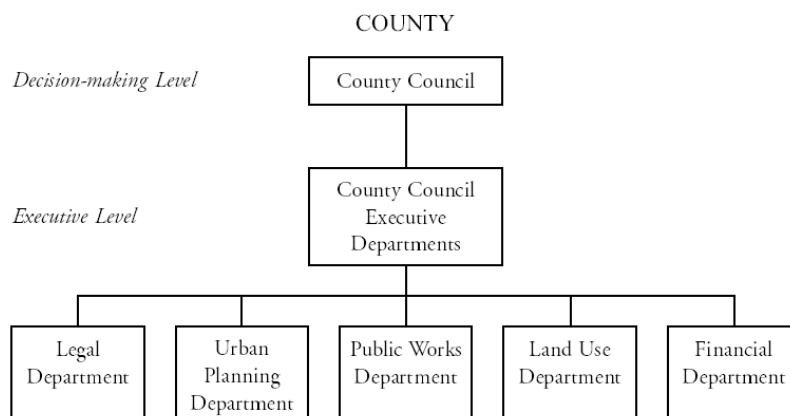 COUNTY
Decision-making Level
County Council
County Council
Executive Level
Executive
Departments
Legal
Department
Urban
Planning
Department
Public Works
Department
Land Use
Department
Financial
Department